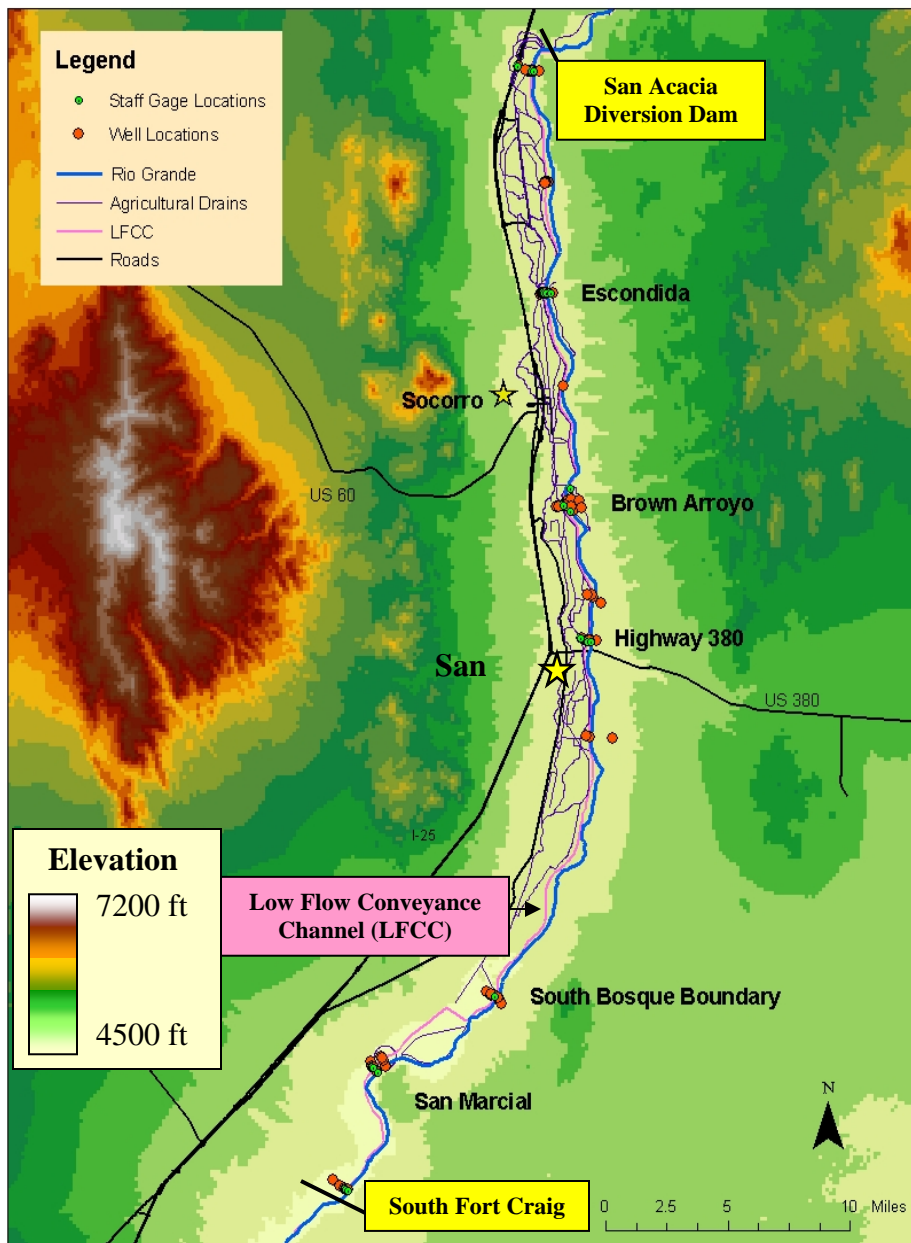 Legend
Staff Gage Locations
Well Locations
Rio Grande
Agricultural Drains
LFCC
Roads
San Acacia
Diversion Dam
Escondida
Socorro
US 60
Brown Arroyo
Highway 380
San
US 380
I-25
Elevation
7200 ft
4500 ft
Low Flow Conveyance
Channel (LFCC)
South Bosque Boundary
San Marcial
N
South Fort Craig
0 2.5 5 10 Miles